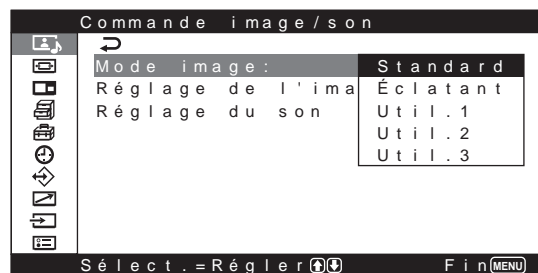 Commande image/son
Mode image: Standard
Réglage de l'ima Éclatant
Réglage du son Util.1
Util.2
Util.3
Sélect.=Régler Fin MENU